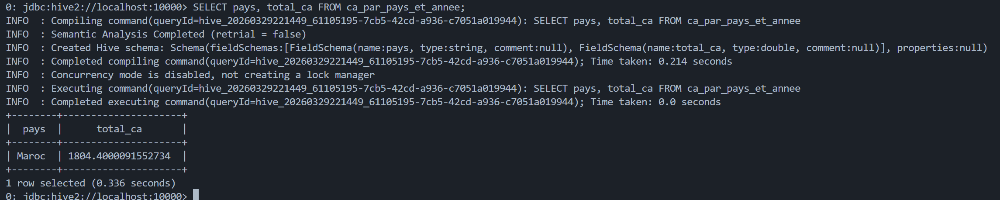 0: jdbc:hive2://localhost:10000> SELECT pays, total_ca FROM ca_par_pays_et_annee;
INFO  : Compiling command(queryId=hive_20260329221449_61105195-7cb5-42cd-a936-c7051a019944): SELECT pays, total_ca FROM ca_par_pays_et_annee
INFO  : Semantic Analysis Completed (retrial = false)
INFO  : Created Hive schema: Schema(fieldSchemas:[FieldSchema(name:pays, type:string, comment:null), FieldSchema(name:total_ca, type:double, comment:null)], properties:null)
INFO  : Completed compiling command(queryId=hive_20260329221449_61105195-7cb5-42cd-a936-c7051a019944); Time taken: 0.214 seconds
INFO  : Concurrency mode is disabled, not creating a lock manager
INFO  : Executing command(queryId=hive_20260329221449_61105195-7cb5-42cd-a936-c7051a019944): SELECT pays, total_ca FROM ca_par_pays_et_annee
INFO  : Completed executing command(queryId=hive_20260329221449_61105195-7cb5-42cd-a936-c7051a019944); Time taken: 0.0 seconds
+--------+---------------------+
|  pays  |      total_ca       |
+--------+---------------------+
| Maroc  | 1804.4000091552734  |
+--------+---------------------+
1 row selected (0.336 seconds)
0: jdbc:hive2://localhost:10000>